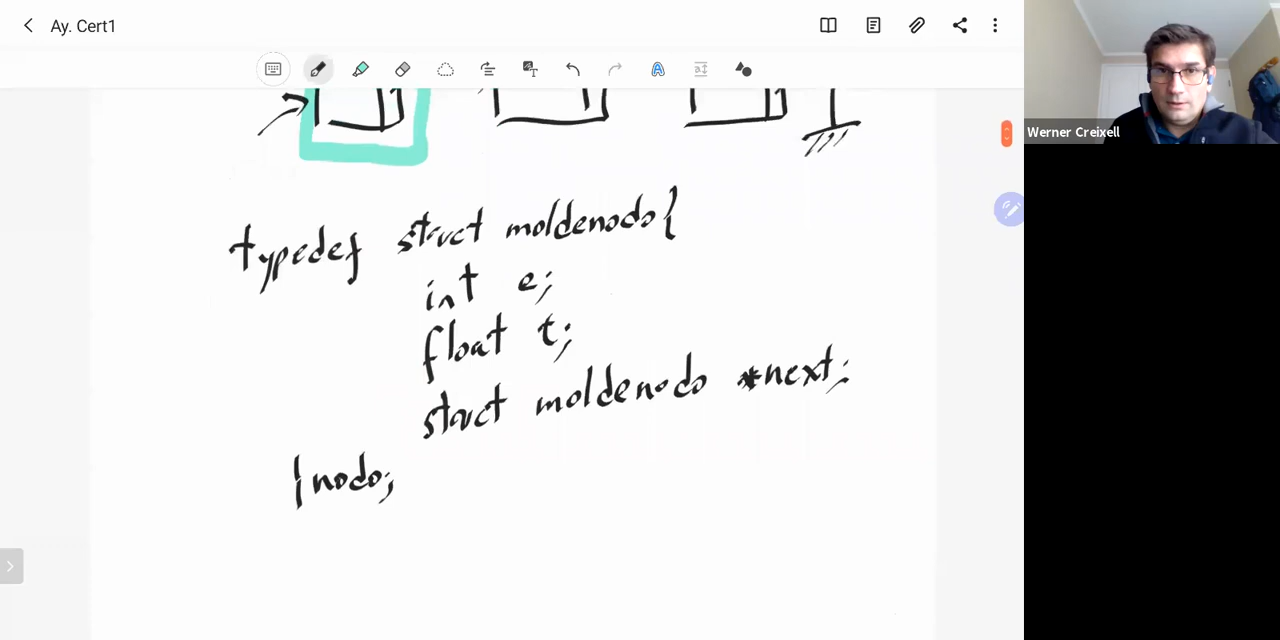 Ay. Cert1
Werner Creixell
typedef struct moldenodo{
int e;
float t;
struct moldenodo *next;
}nodo;